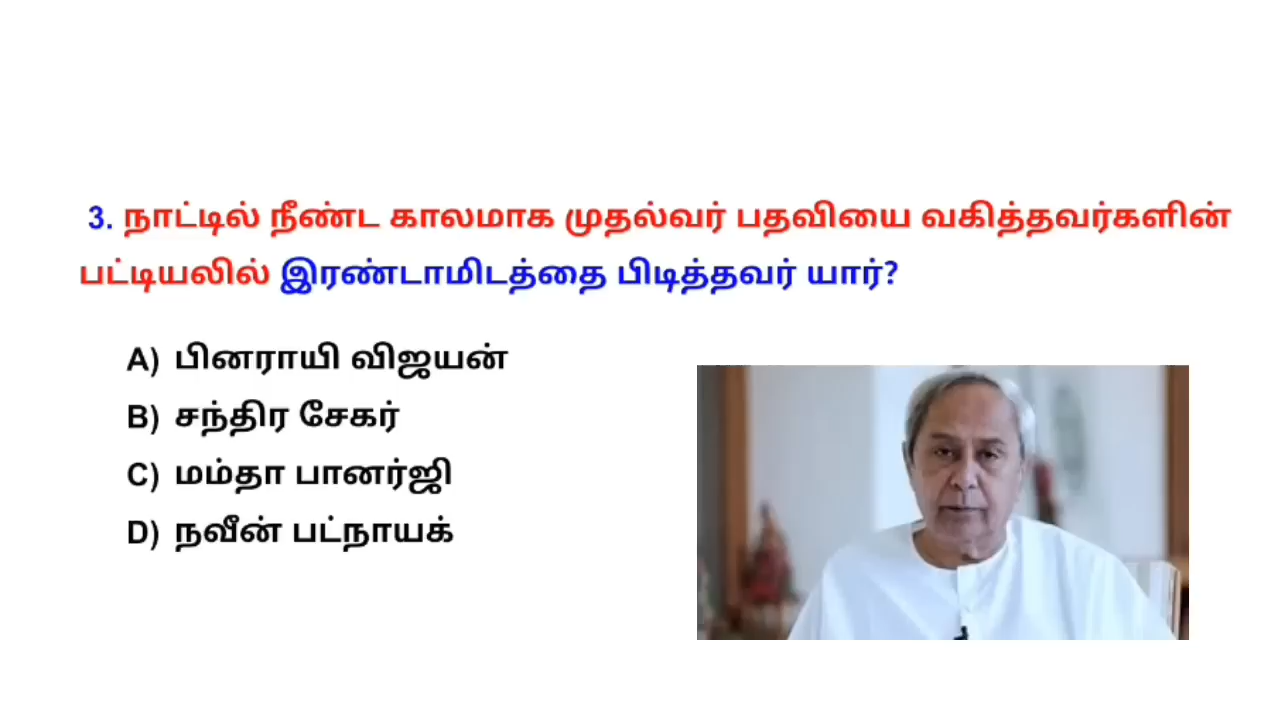 3. நாட்டில் நீண்ட காலமாக முதல்வர் பதவியை வகித்தவர்களின்
பட்டியலில் இரண்டாமிடத்தை பிடித்தவர் யார்?
A) பினராயி விஜயன்
B) சந்திர சேகர்
C) மம்தா பானர்ஜி
D) நவீன் பட்நாயக்